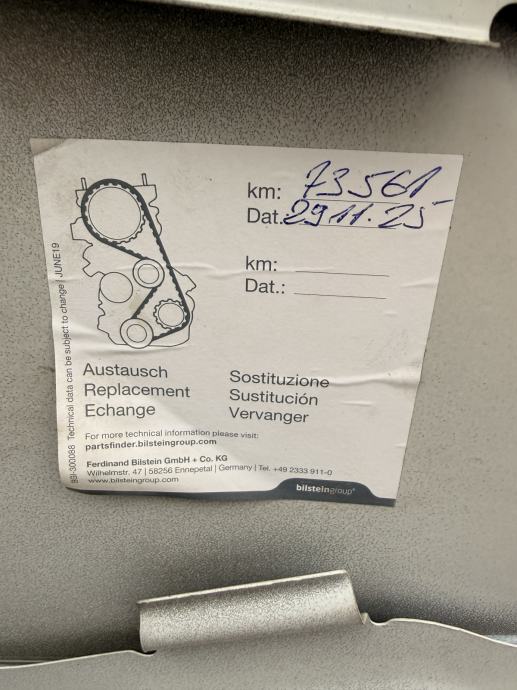 km: 73561
Dat.: 29.11.25
km:
Dat.:
Austausch
Replacement
Echange
Sostituzione
Sustitución
Vervanger
For more technical information please visit:
partsfinder.bilsteingroup.com
Ferdinand Bilstein GmbH + Co. KG
Wilhelmstr. 47 | 58256 Ennepetal | Germany | Tel. +49 2333 911-0
www.bilsteingroup.com
bilsteingroup®
Technical data can be subject to change | JUNE19